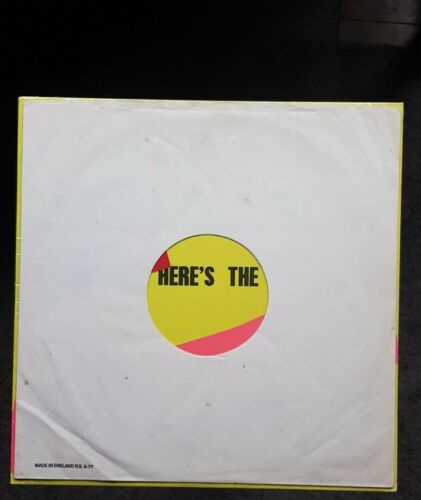 HERE'S THE
MADE IN ENGLAND R.S. 9-77